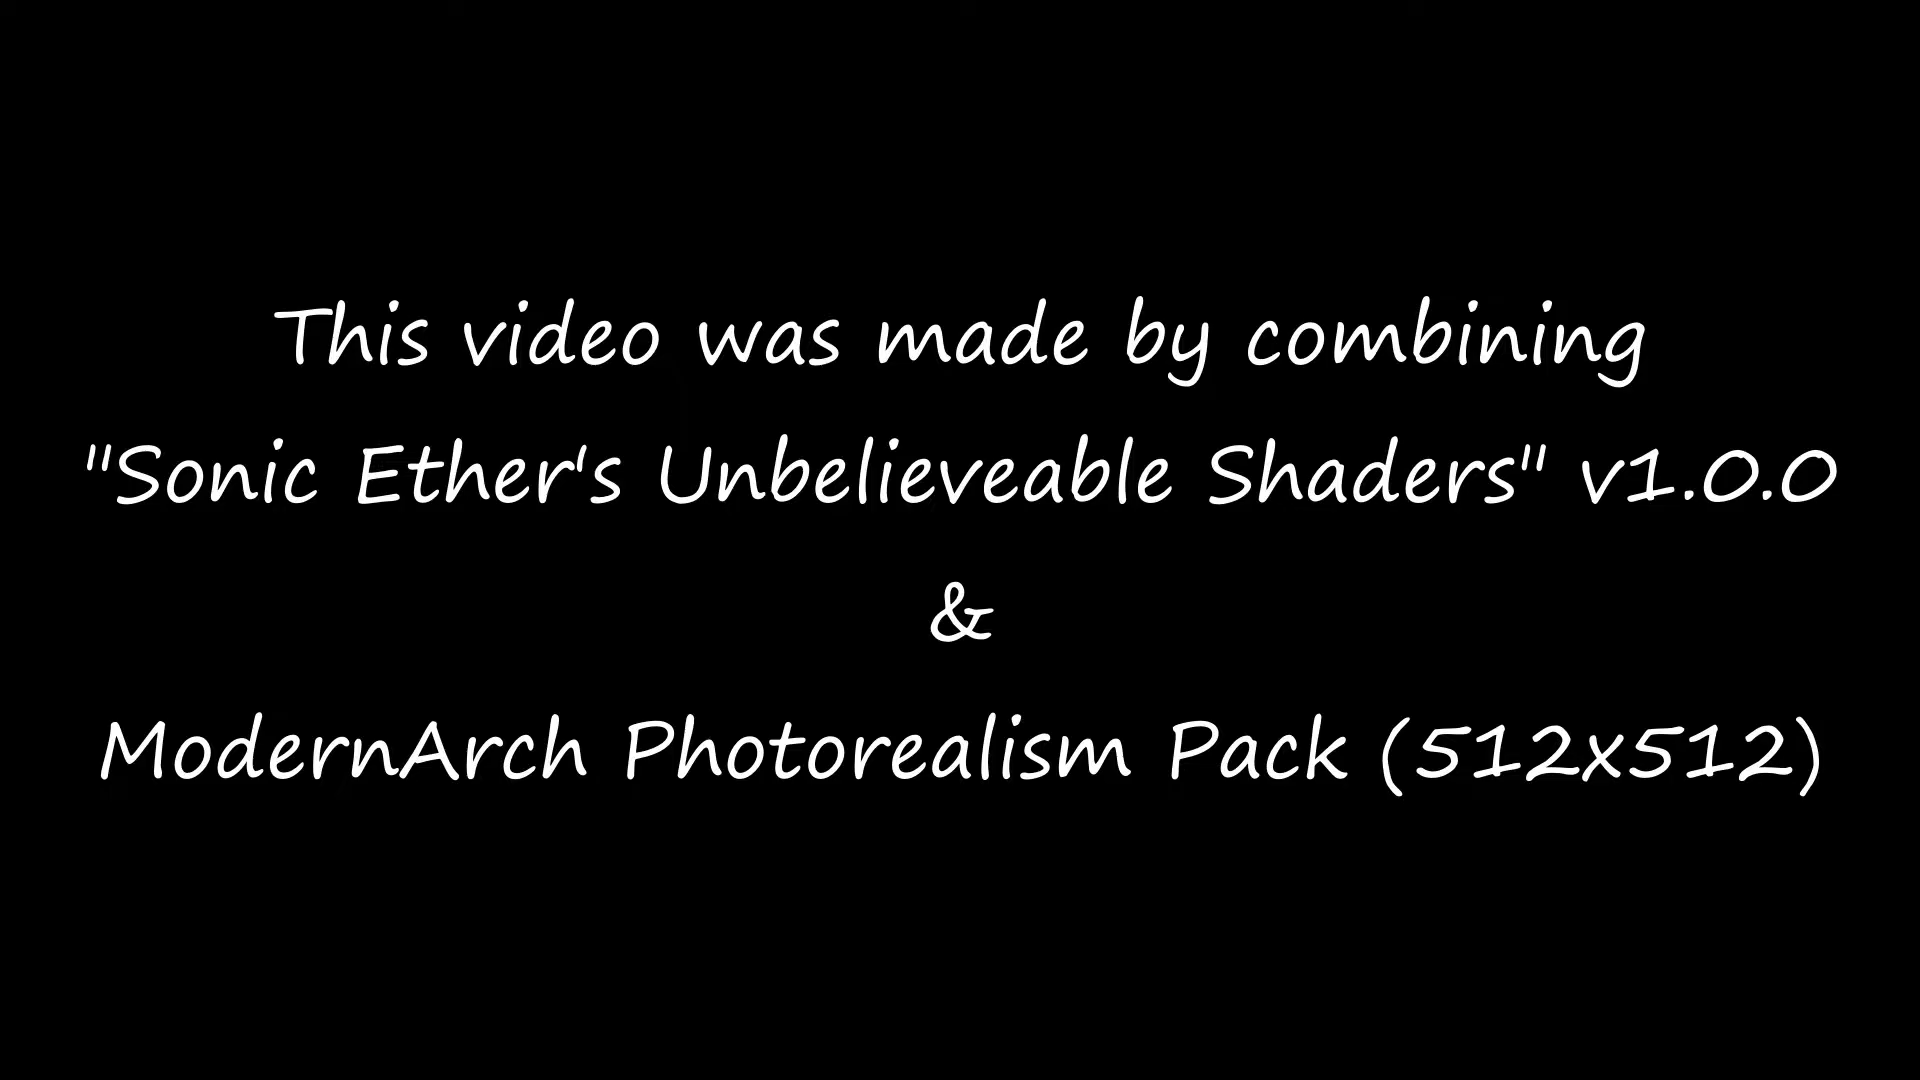 This video was made by combining
"Sonic Ether's Unbelieveable Shaders" v1.0.0
&
ModernArch Photorealism Pack (512x512)